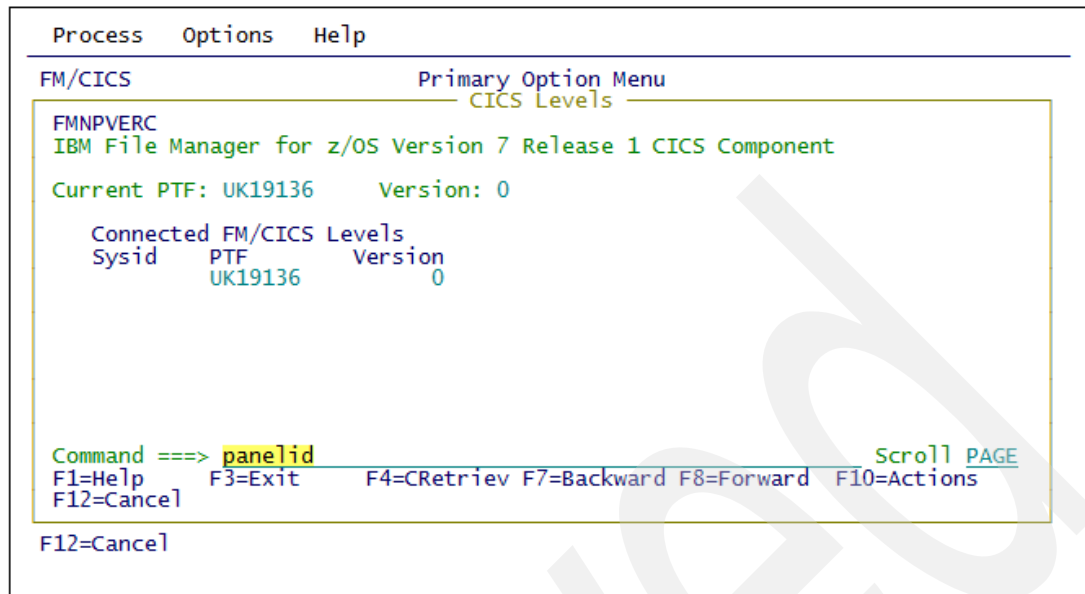 Process Options Help
FM/CICS Primary Option Menu
CICS Levels
FMNPVERC
IBM File Manager for z/OS Version 7 Release 1 CICS Component
Current PTF: UK19136 Version: 0
Connected FM/CICS Levels
Sysid PTF Version
UK19136 0
Command ===> panelid Scroll PAGE
F1=Help F3=Exit F4=CRetriev F7=Backward F8=Forward F10=Actions
F12=Cancel
F12=Cancel